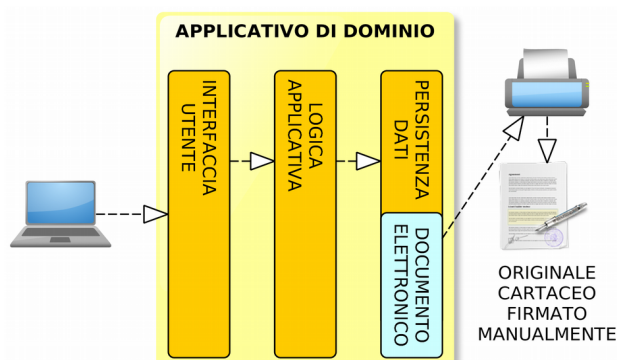 APPLICATIVO DI DOMINIO
INTERFACCIA
UTENTE
LOGICA
APPLICATIVA
PERSISTENZA
DATI
DOCUMENTO
ELETTRONICO
ORIGINALE
CARTACEO
FIRMATO
MANUALMENTE